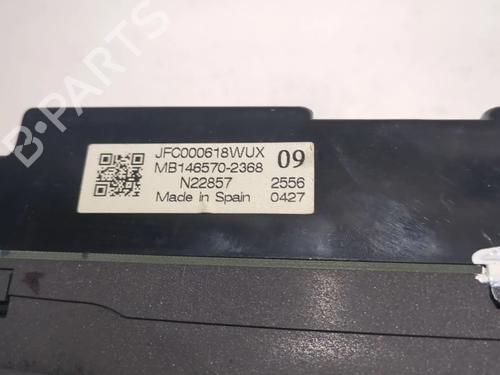 B-PARTS
JFC000618WUX 09
MB146570-2368
N22857 2556
Made in Spain 0427